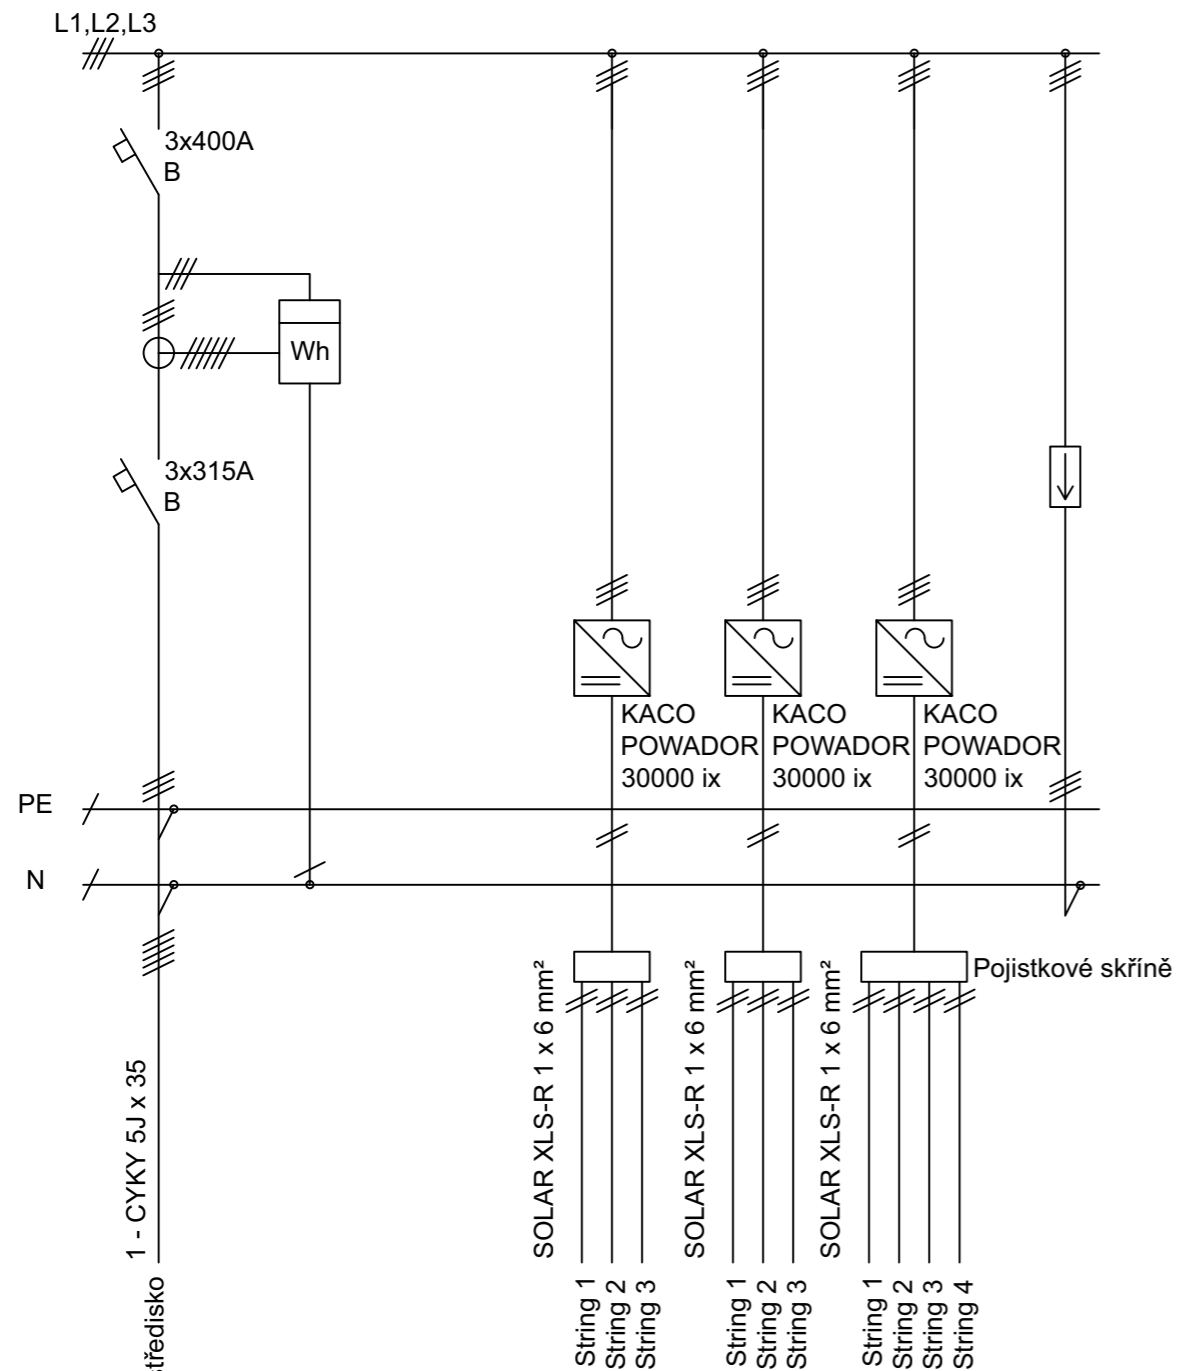 L1,L2,L3
3x400A
B
Wh
3x315A
B
KACO
POWADOR
30000 ix
KACO
POWADOR
30000 ix
KACO
POWADOR
30000 ix
PE
N
Pojistkové skříně
1 - CYKY 5J x 35
SOLAR XLS-R 1 x 6 mm²
SOLAR XLS-R 1 x 6 mm²
SOLAR XLS-R 1 x 6 mm²
String 1
String 2
String 3
String 1
String 2
String 3
String 1
String 2
String 3
String 4